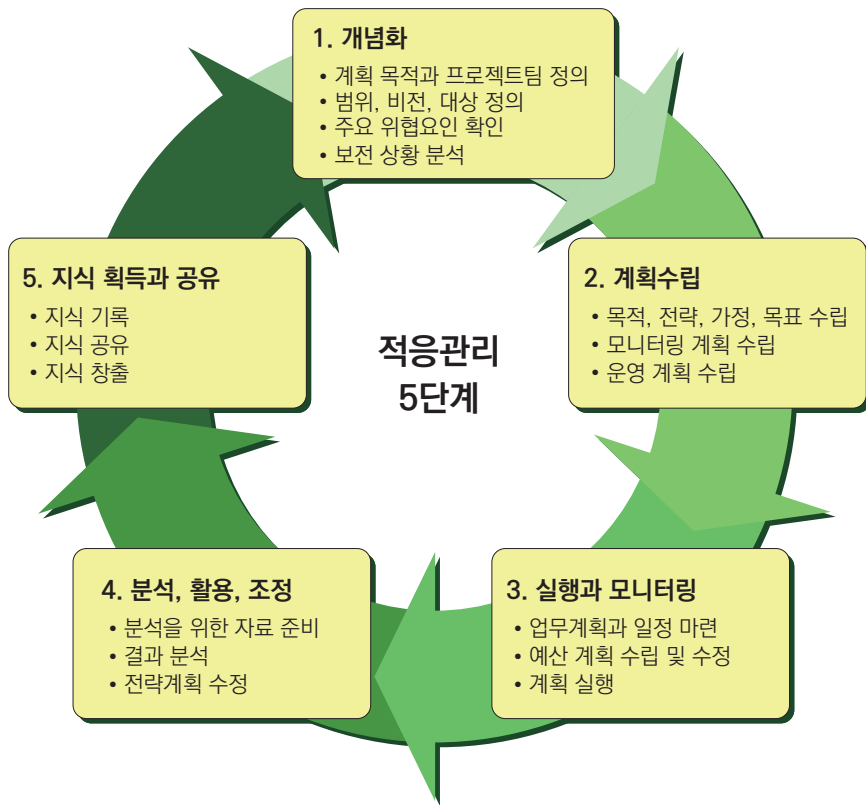 1. 개념화
• 계획 목적과 프로젝트팀 정의
• 범위, 비전, 대상 정의
• 주요 위협요인 확인
• 보전 상황 분석
2. 계획수립
• 목적, 전략, 가정, 목표 수립
• 모니터링 계획 수립
• 운영 계획 수립
3. 실행과 모니터링
• 업무계획과 일정 마련
• 예산 계획 수립 및 수정
• 계획 실행
4. 분석, 활용, 조정
• 분석을 위한 자료 준비
• 결과 분석
• 전략계획 수정
5. 지식 획득과 공유
• 지식 기록
• 지식 공유
• 지식 창출
적응관리
5단계